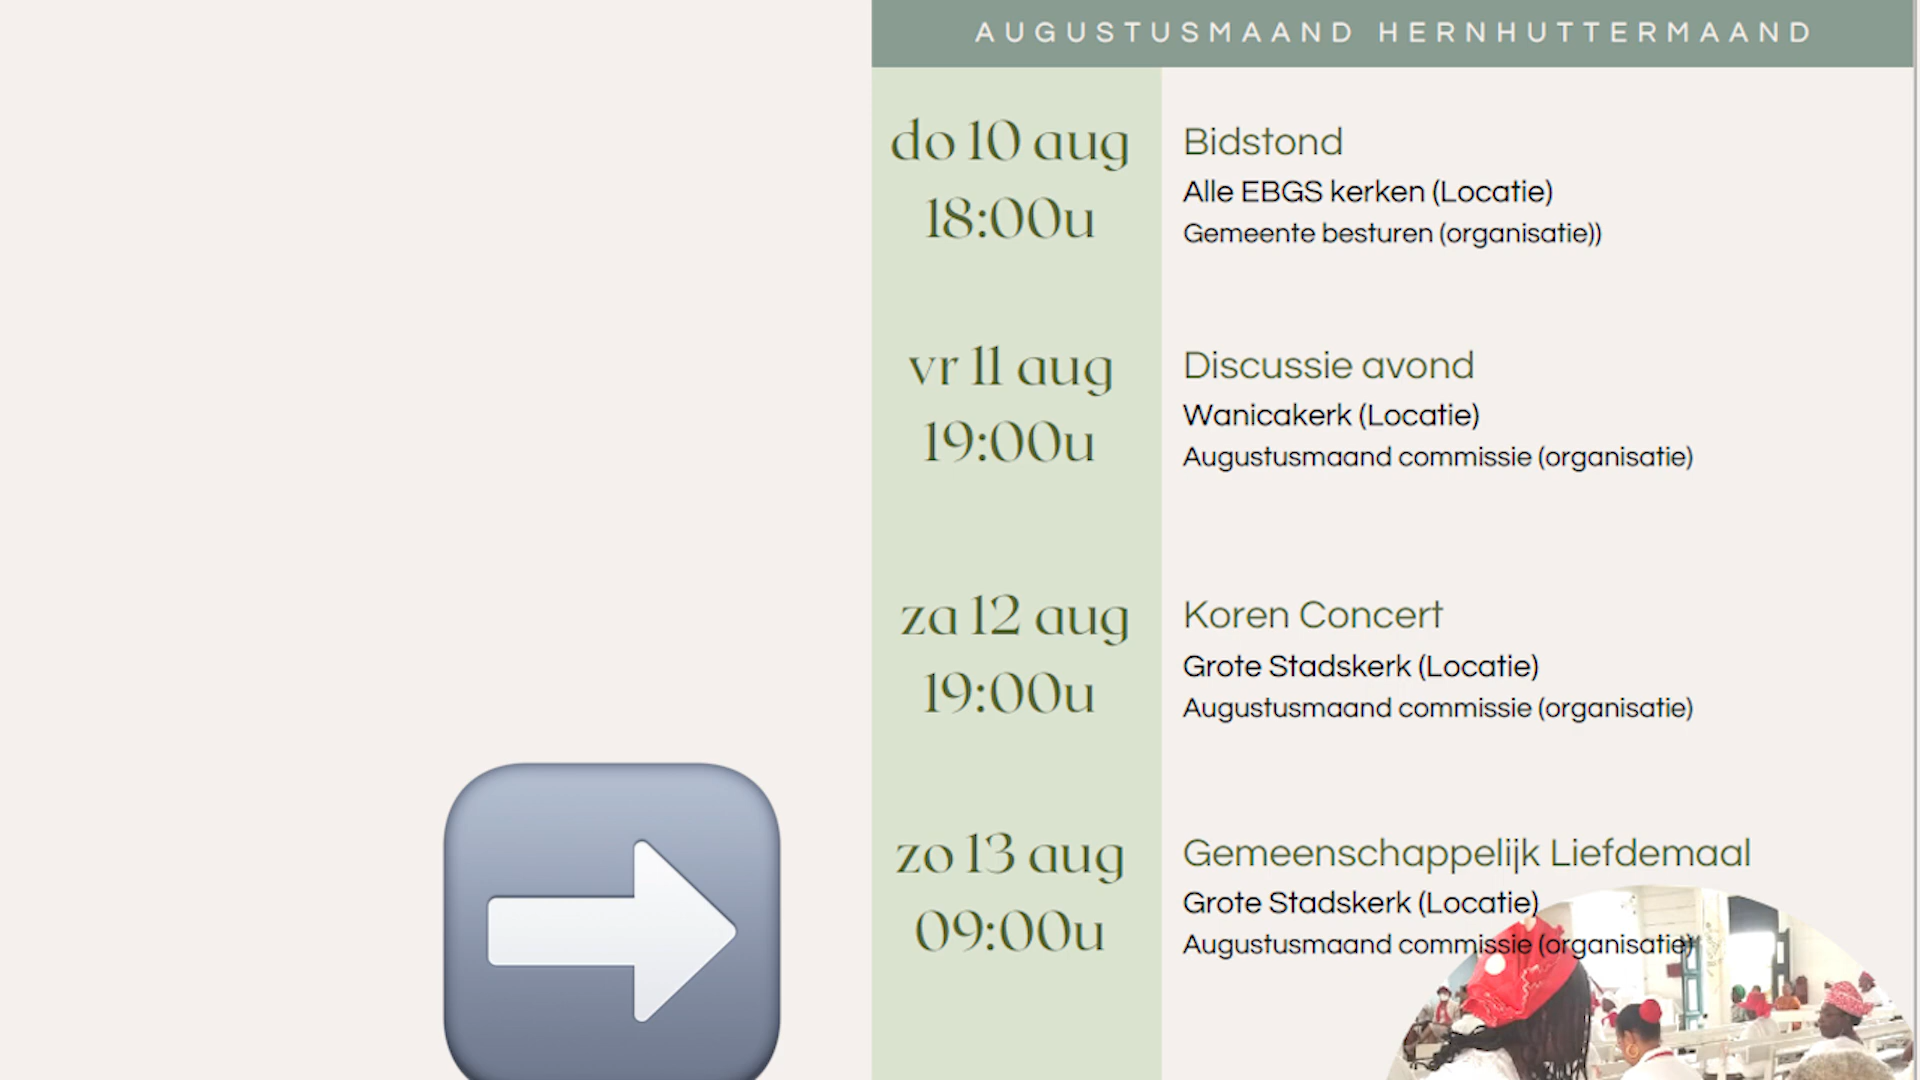 AUGUSTUSMAAND HERNHUTTERMAAND
do 10 aug
18:00u
Bidstond
Alle EBGS kerken (Locatie)
Gemeente besturen (organisatie))
vr 11 aug
19:00u
Discussie avond
Wanicakerk (Locatie)
Augustusmaand commissie (organisatie)
za 12 aug
19:00u
Koren Concert
Grote Stadskerk (Locatie)
Augustusmaand commissie (organisatie)
zo 13 aug
09:00u
Gemeenschappelijk Liefdemaal
Grote Stadskerk (Locatie)
Augustusmaand commissie (organisatie)